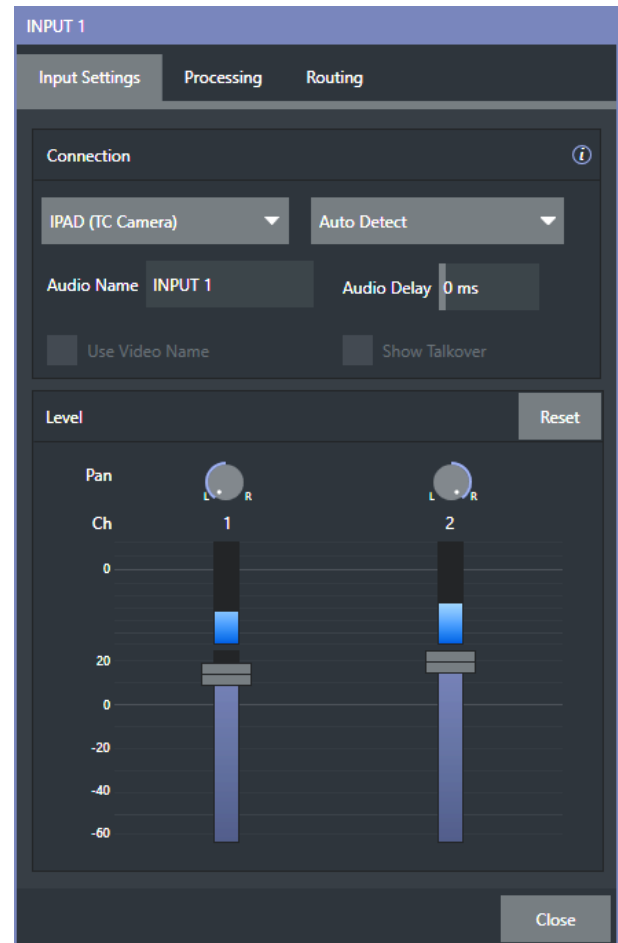 INPUT 1
Input Settings Processing Routing
Connection i
IPAD (TC Camera) Auto Detect
Audio Name INPUT 1 Audio Delay 0 ms
Use Video Name Show Talkover
Level Reset
Pan L R L R
Ch 1 2
0
20
0
-20
-40
-60
Close